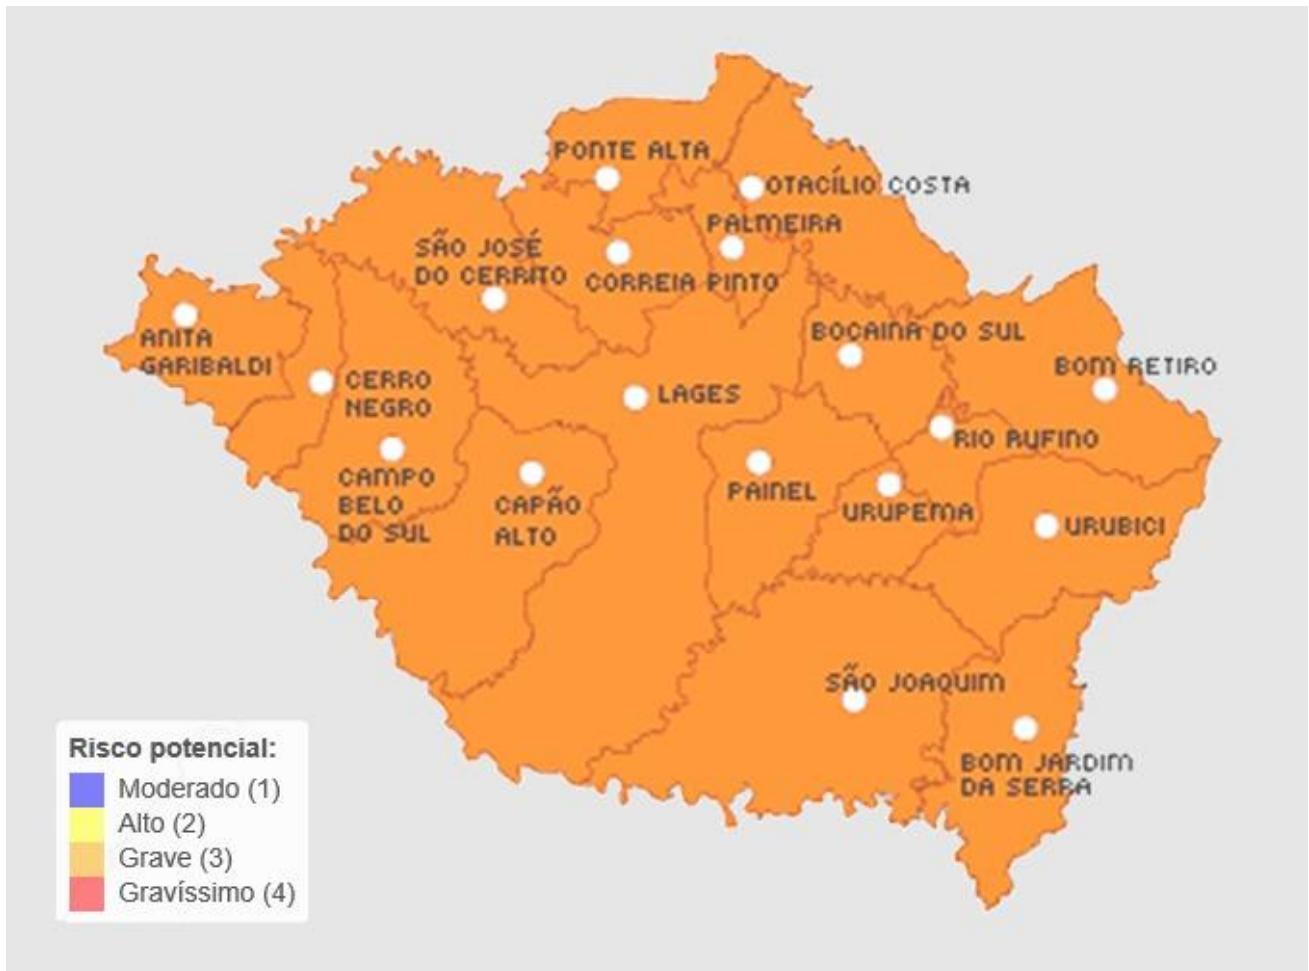 PONTE ALTA
OTACÍLIO COSTA
PALMEIRA
SÃO JOSÉ
DO CERRITO
CORREIA PINTO
ANITA
GARIBALDI
BOCAINA DO SUL
BOM RETIRO
CERRO
NEGRO
LAGES
RIO RUFINO
CAMPO
BELO
DO SUL
CAPÃO
ALTO
PAINEL
URUPEMA
URUBICI
SÃO JOAQUIM
BOM JARDIM
DA SERRA
Risco potencial:
Moderado (1)
Alto (2)
Grave (3)
Gravíssimo (4)